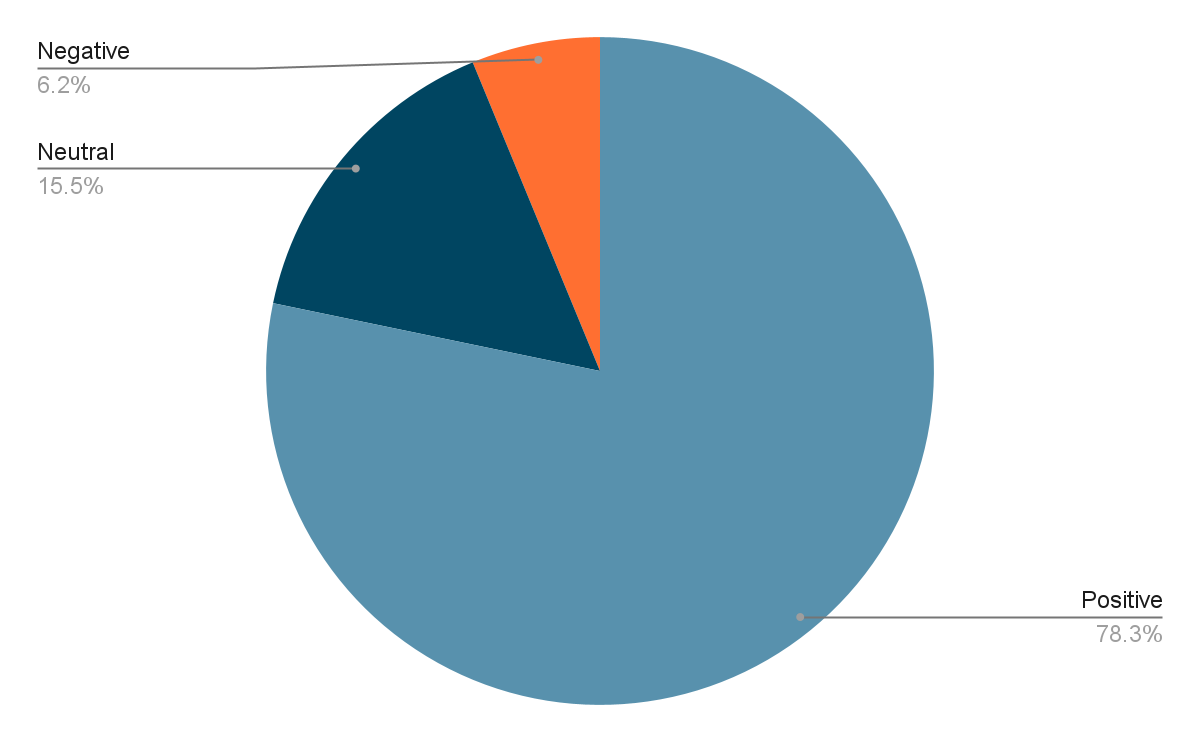 Negative
6.2%
Neutral
15.5%
Positive
78.3%